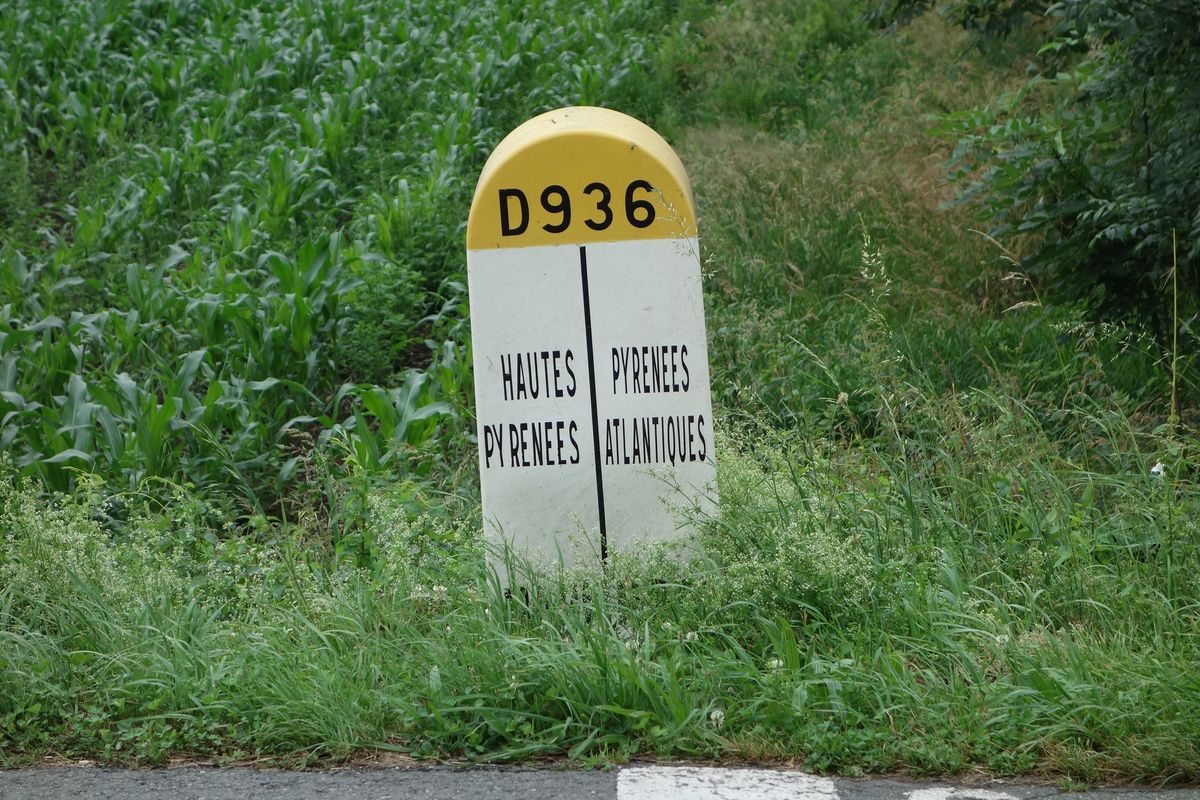 D936
HAUTES
PYRENEES
PYRENEES
ATLANTIQUES